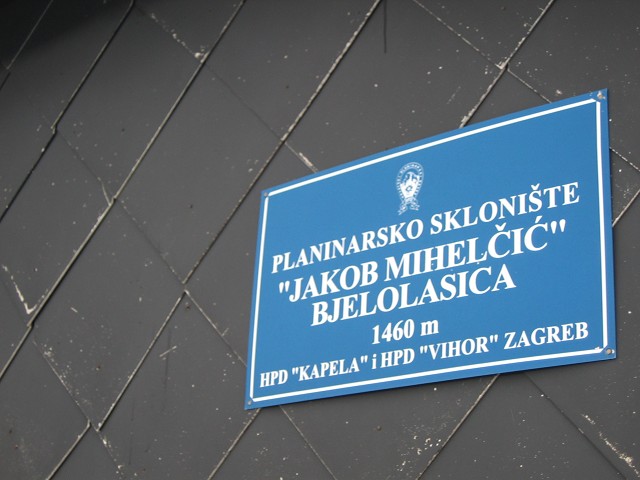 PLANINARSKO SKLONIŠTE
"JAKOB MIHELČIĆ"
BJELOLASICA
1460 m
HPD "KAPELA" i HPD "VIHOR" ZAGREB